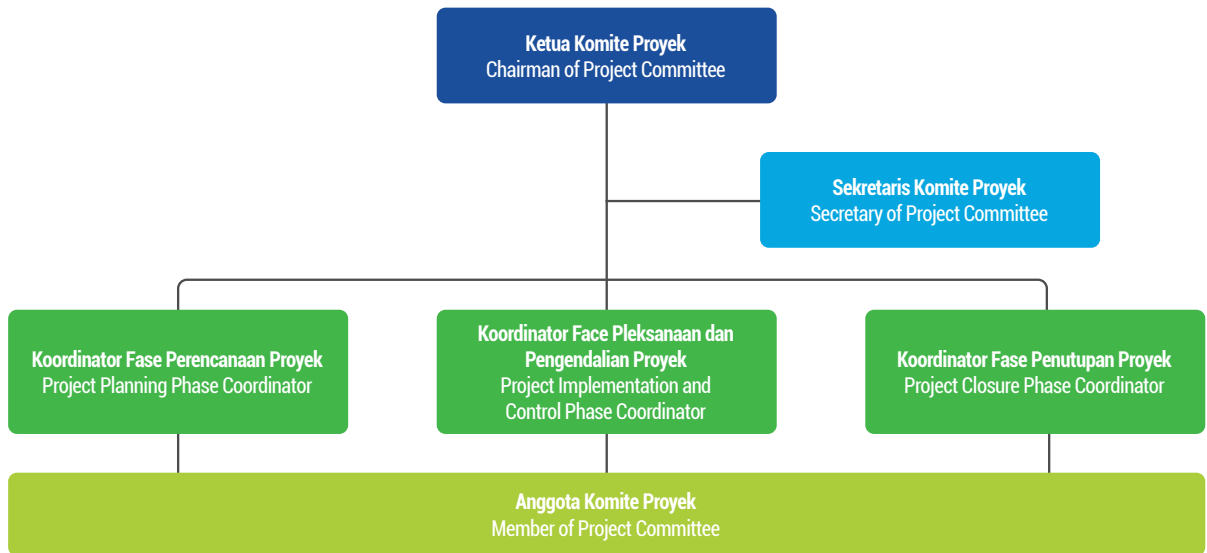 Ketua Komite Proyek
Chairman of Project Committee
Sekretaris Komite Proyek
Secretary of Project Committee
Koordinator Fase Perencanaan Proyek
Project Planning Phase Coordinator
Koordinator Face Pleksanaan dan
Pengendalian Proyek
Project Implementation and
Control Phase Coordinator
Koordinator Fase Penutupan Proyek
Project Closure Phase Coordinator
Anggota Komite Proyek
Member of Project Committee